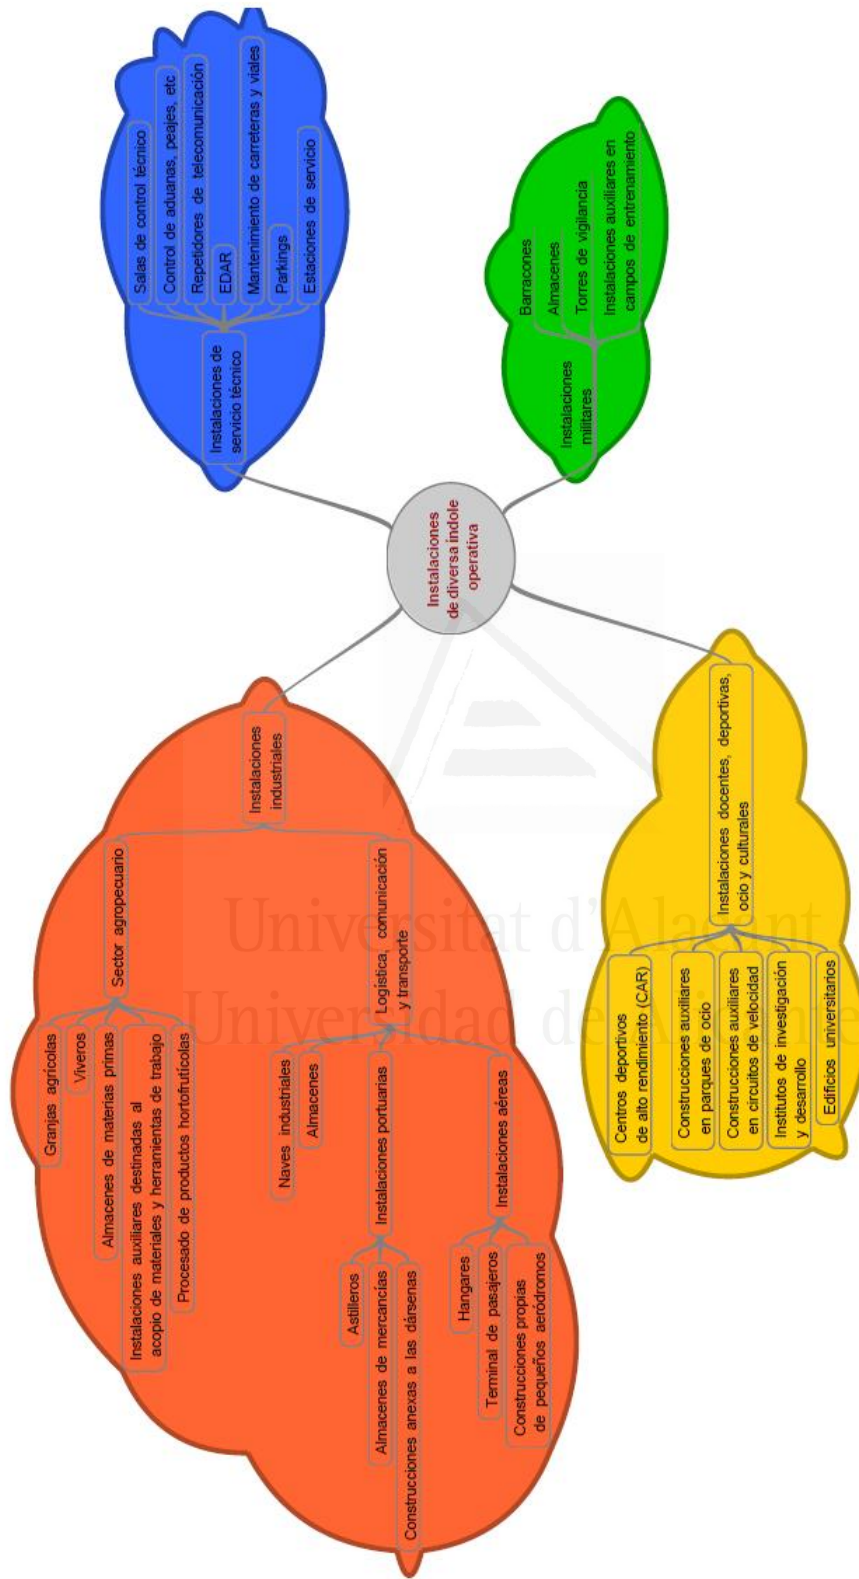 Instalaciones
de diversa indole
operativa
Instalaciones de
servicio técnico
Salas de control técnico
Control de aduanas, peajes, etc
Repetidores de telecomunicación
EDAR
Mantenimiento de carreteras y viales
Parkings
Estaciones de servicio
Instalaciones
militares
Barracones
Almacenes
Torres de vigilancia
Instalaciones auxiliares en
campos de entrenamiento
Instalaciones
industriales
Sector agropecuario
Granjas agrícolas
Viveros
Almacenes de materias primas
Instalaciones auxiliares destinadas al
acopio de materiales y herramientas de trabajo
Procesado de productos hortofrutícolas
Logística, comunicación
y transporte
Naves industriales
Almacenes
Instalaciones portuarias
Astilleros
Almacenes de mercancías
Construcciones anexas a las dársenas
Instalaciones aéreas
Hangares
Terminal de pasajeros
Construcciones propias
de pequeños aeródromos
Instalaciones docentes, deportivas,
ocio y culturales
Centros deportivos
de alto rendimiento (CAR)
Construcciones auxiliares
en parques de ocio
Construcciones auxiliares
en circuitos de velocidad
Institutos de investigación
y desarrollo
Edificios universitarios
Universitat d'Alacant
Universidad de Alicante